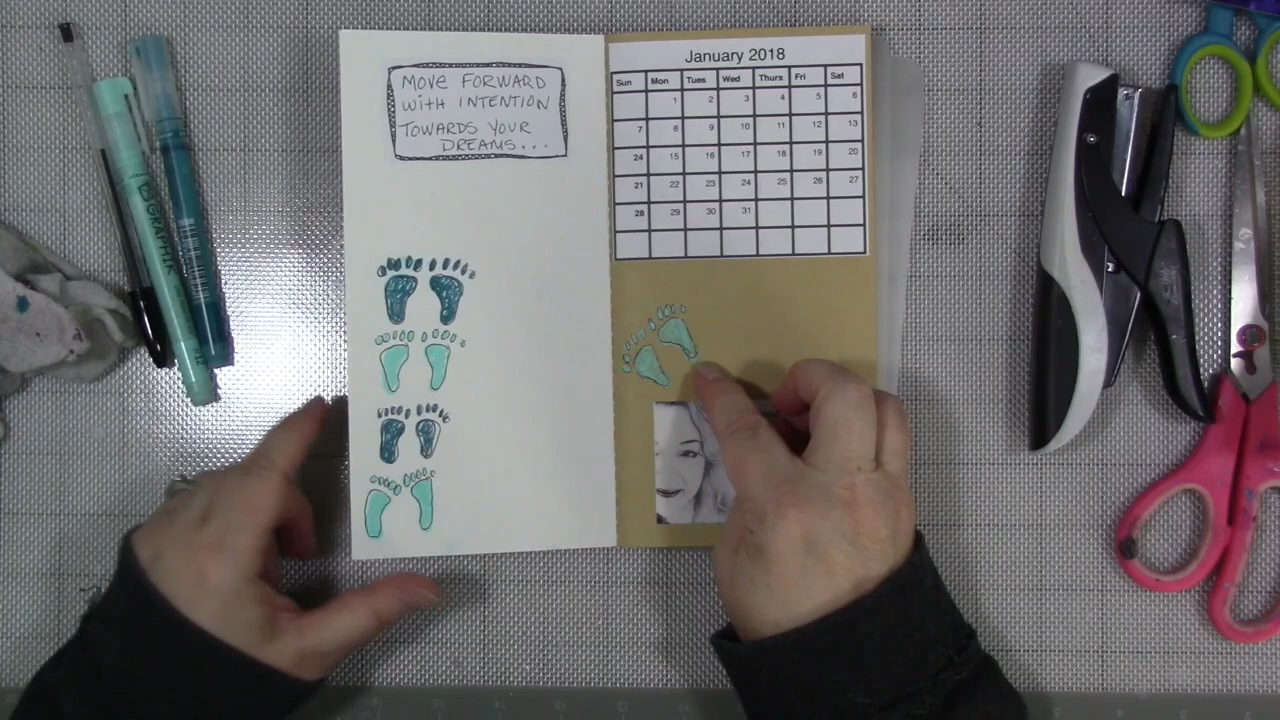 MOVE FORWARD
WITH INTENTION
TOWARDS YOUR
DREAMS...
January 2018
Sun Mon Tues Wed Thurs Fri Sat
1 2 3 4 5 6
7 8 9 10 11 12 13
24 15 16 17 18 19 20
21 22 23 24 25 26 27
28 29 30 31
GRAPHIK